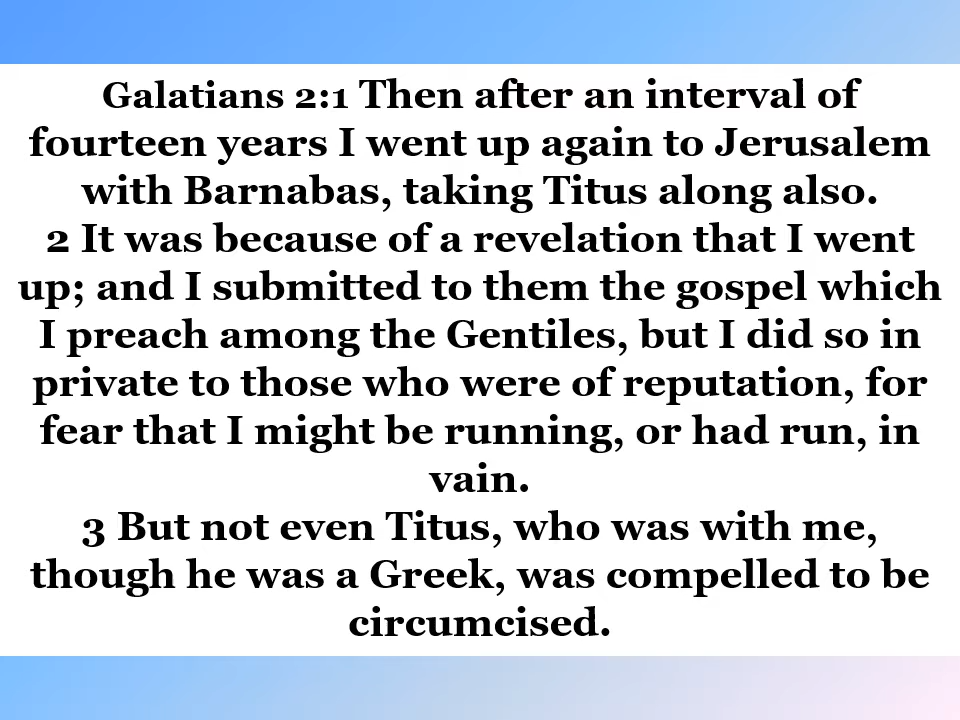 Galatians 2:1 Then after an interval of
fourteen years I went up again to Jerusalem
with Barnabas, taking Titus along also.
2 It was because of a revelation that I went
up; and I submitted to them the gospel which
I preach among the Gentiles, but I did so in
private to those who were of reputation, for
fear that I might be running, or had run, in
vain.
3 But not even Titus, who was with me,
though he was a Greek, was compelled to be
circumcised.